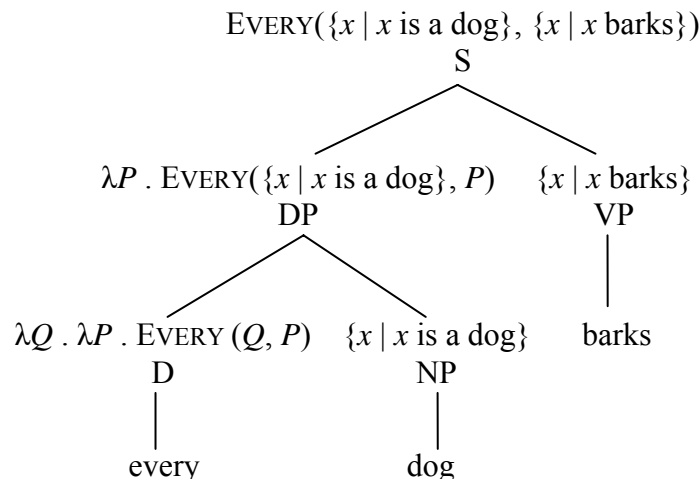 EVERY({x | x is a dog}, {x | x barks})
S
λP . EVERY({x | x is a dog}, P) {x | x barks}
DP VP
λQ . λP . EVERY (Q, P) {x | x is a dog} barks
D NP
every dog